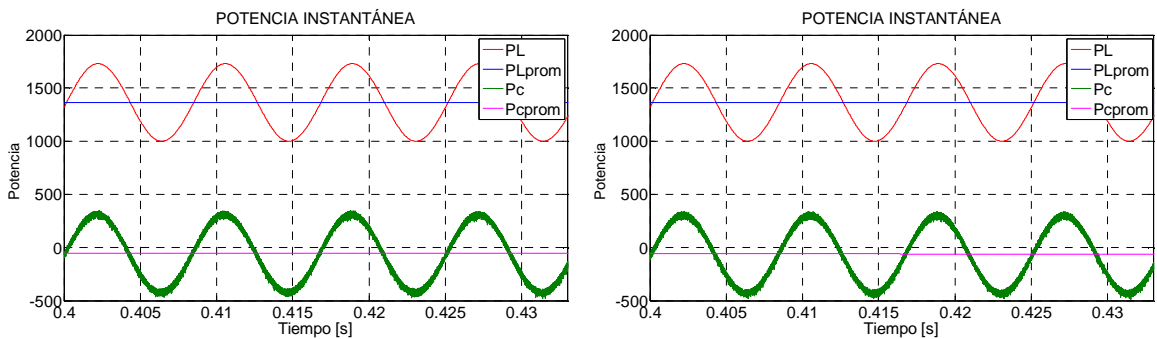 POTENCIA INSTANTÁNEA
2000
1500
1000
500
0
-500
Potencia
PL
PLprom
Pc
Pcprom
0.4
0.405
0.41
0.415
0.42
0.425
0.43
Tiempo [s]
POTENCIA INSTANTÁNEA
2000
1500
1000
500
0
-500
Potencia
PL
PLprom
Pc
Pcprom
0.4
0.405
0.41
0.415
0.42
0.425
0.43
Tiempo [s]